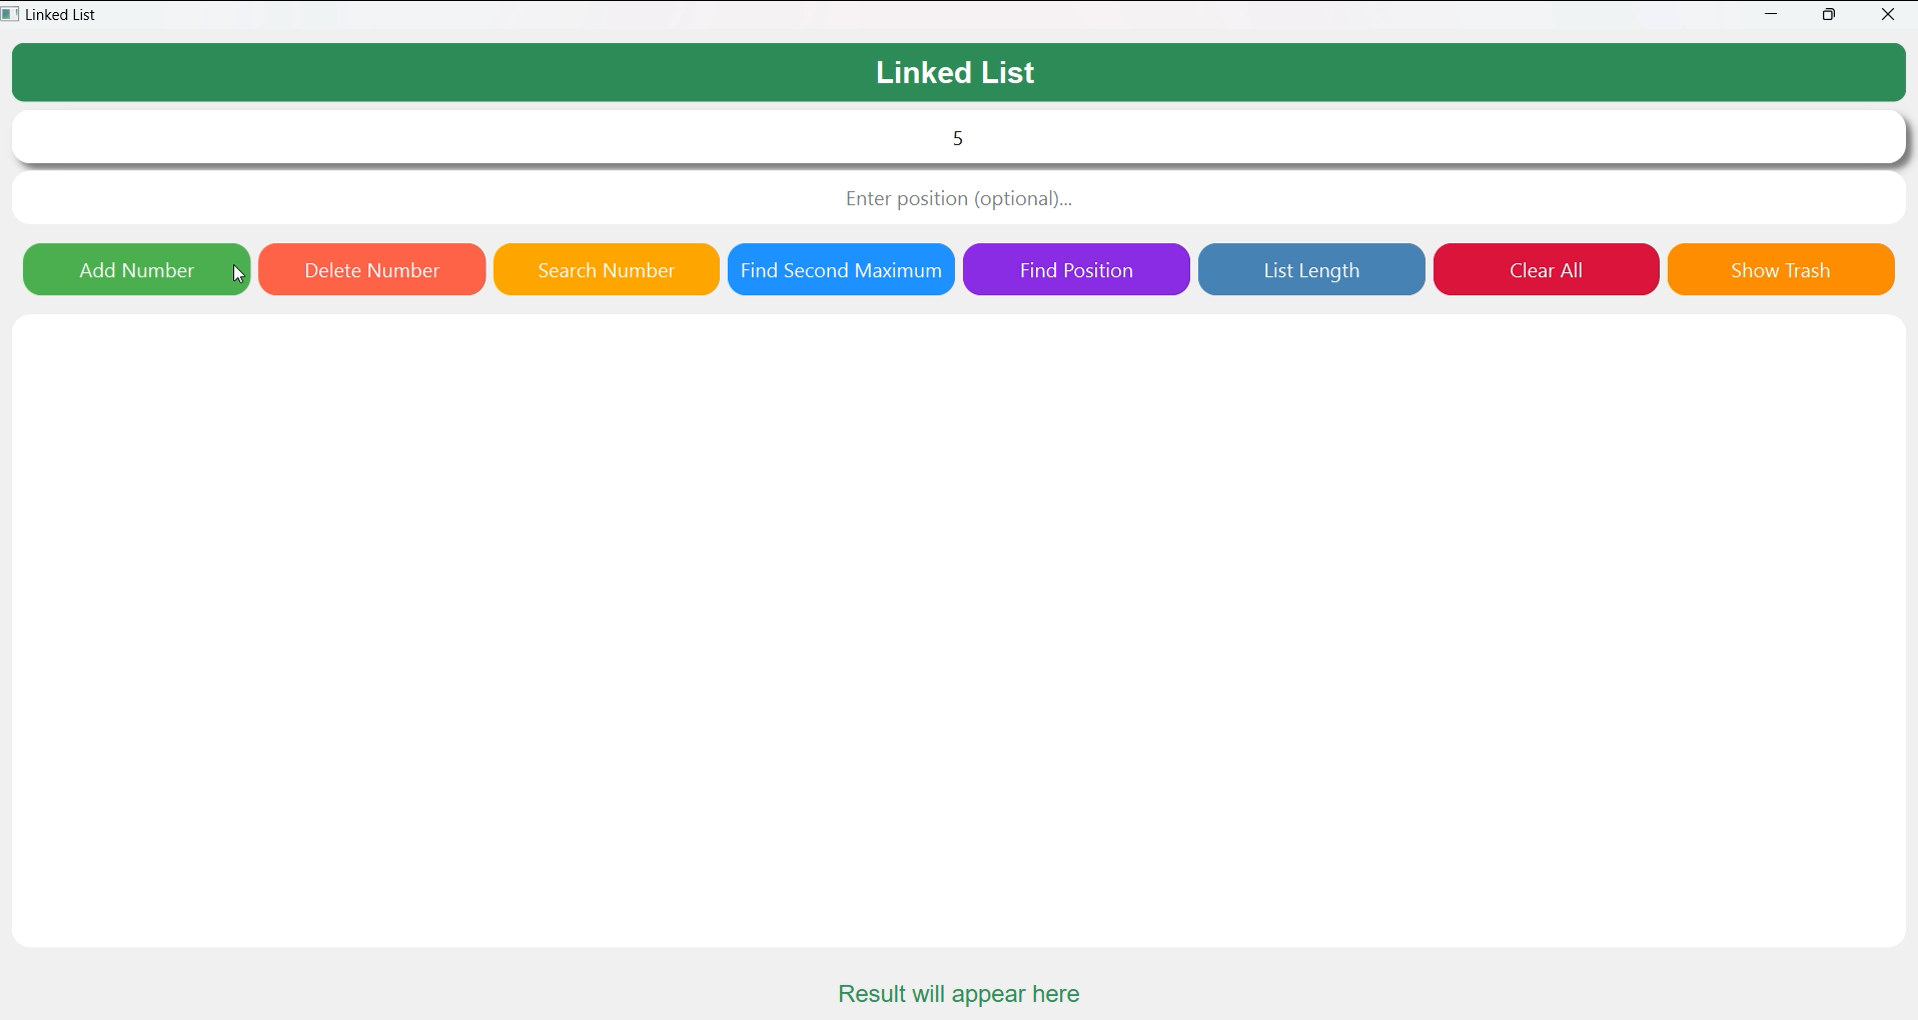 Linked List
Linked List
5
Enter position (optional)...
Add Number Delete Number Search Number Find Second Maximum Find Position List Length Clear All Show Trash
Result will appear here